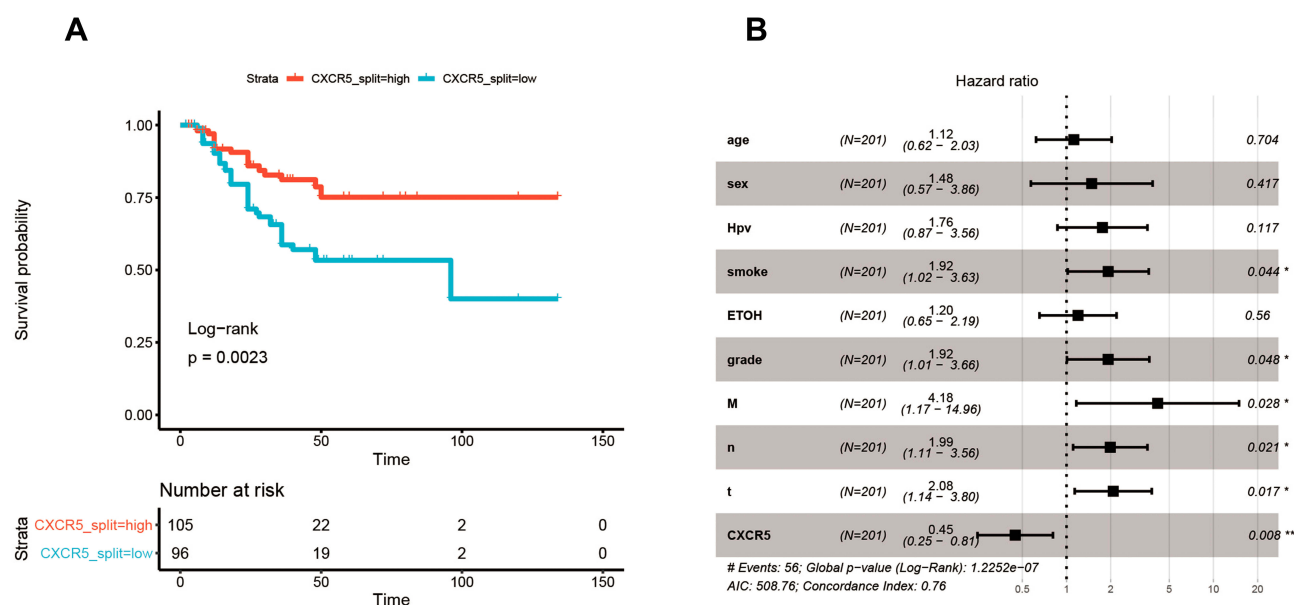 A
Strata CXCR5_split=high CXCR5_split=low
Survival probability
1.00
0.75
0.50
0.25
0.00
Log-rank
p = 0.0023
0 50 100 150
Time
Number at risk
Strata
CXCR5_split=high 105 22 2 0
CXCR5_split=low 96 19 2 0
0 50 100 150
Time
B
Hazard ratio
age (N=201) 1.12 (0.62 - 2.03) 0.704
sex (N=201) 1.48 (0.57 - 3.86) 0.417
Hpv (N=201) 1.76 (0.87 - 3.56) 0.117
smoke (N=201) 1.92 (1.02 - 3.63) 0.044 *
ETOH (N=201) 1.20 (0.65 - 2.19) 0.56
grade (N=201) 1.92 (1.01 - 3.66) 0.048 *
M (N=201) 4.18 (1.17 - 14.96) 0.028 *
n (N=201) 1.99 (1.11 - 3.56) 0.021 *
t (N=201) 2.08 (1.14 - 3.80) 0.017 *
CXCR5 (N=201) 0.45 (0.25 - 0.81) 0.008 **
# Events: 56; Global p-value (Log-Rank): 1.2252e-07
AIC: 508.76; Concordance Index: 0.76
0.5 1 2 5 10 20